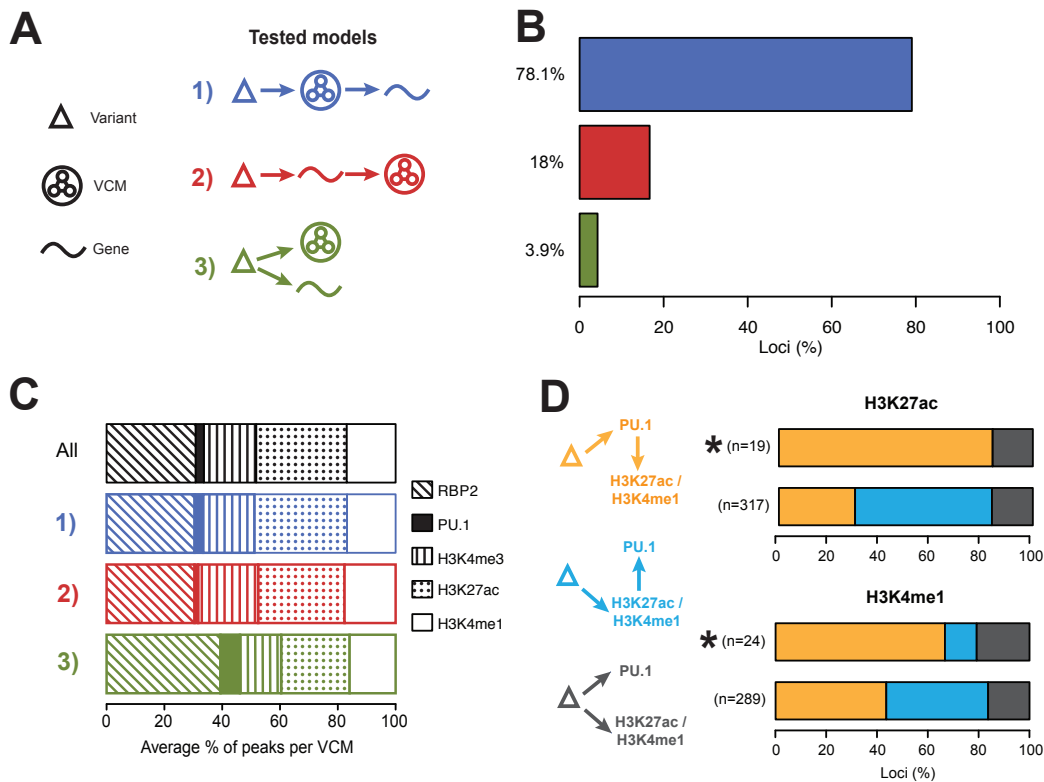 A
Tested models
Variant
VCM
Gene
1)
2)
3)
B
78.1%
18%
3.9%
0 20 40 60 80 100
Loci (%)
C
All
1)
2)
3)
0 20 40 60 80 100
Average % of peaks per VCM
RBP2
PU.1
H3K4me3
H3K27ac
H3K4me1
D
PU.1
H3K27ac /
H3K4me1
PU.1
H3K27ac /
H3K4me1
PU.1
H3K27ac /
H3K4me1
H3K27ac
* (n=19)
(n=317)
0 20 40 60 80 100
H3K4me1
* (n=24)
(n=289)
0 20 40 60 80 100
Loci (%)